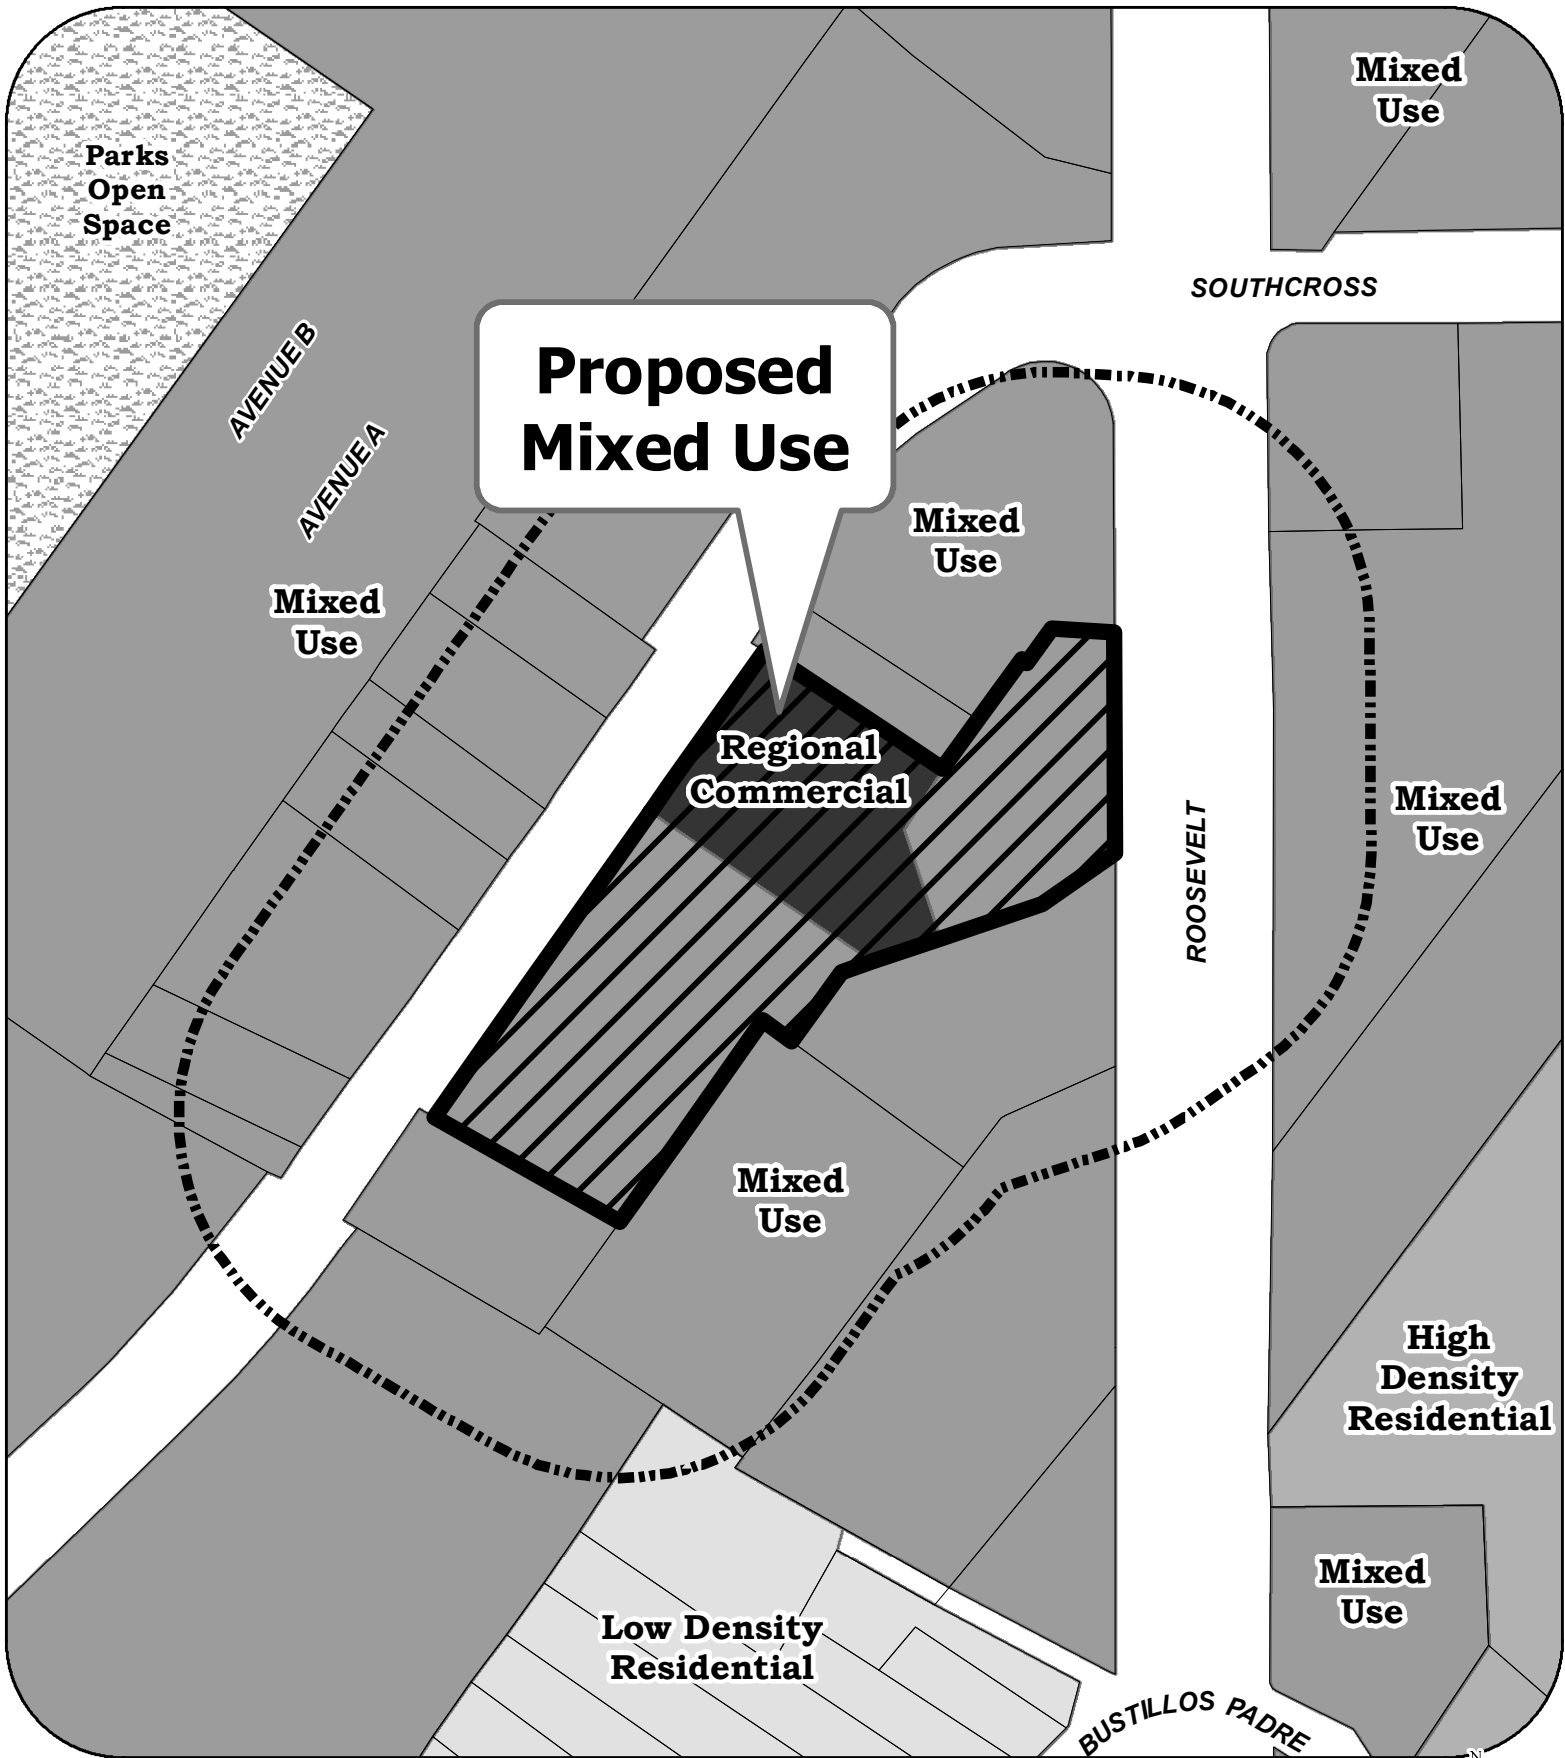 Mixed
Use
Parks
Open
Space
SOUTHCROSS
AVENUE B
AVENUE A
Proposed
Mixed Use
Mixed
Use
Mixed
Use
Regional
Commercial
Mixed
Use
ROOSEVELT
Mixed
Use
High
Density
Residential
Mixed
Use
Low Density
Residential
BUSTILLOS PADRE
N